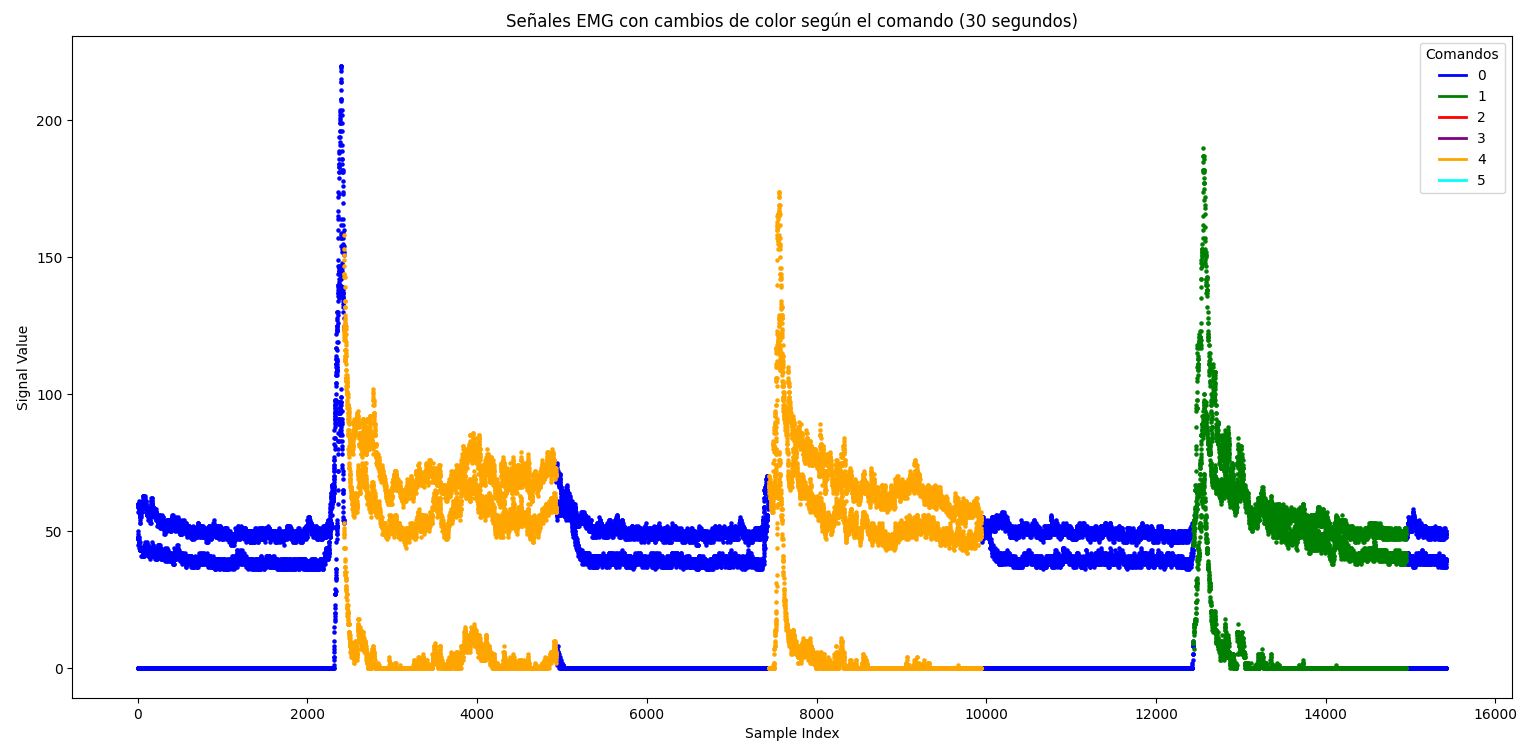 Señales EMG con cambios de color según el comando (30 segundos)
Comandos
0
1
2
3
4
5
Signal Value
200
150
100
50
0
0 2000 4000 6000 8000 10000 12000 14000 16000
Sample Index